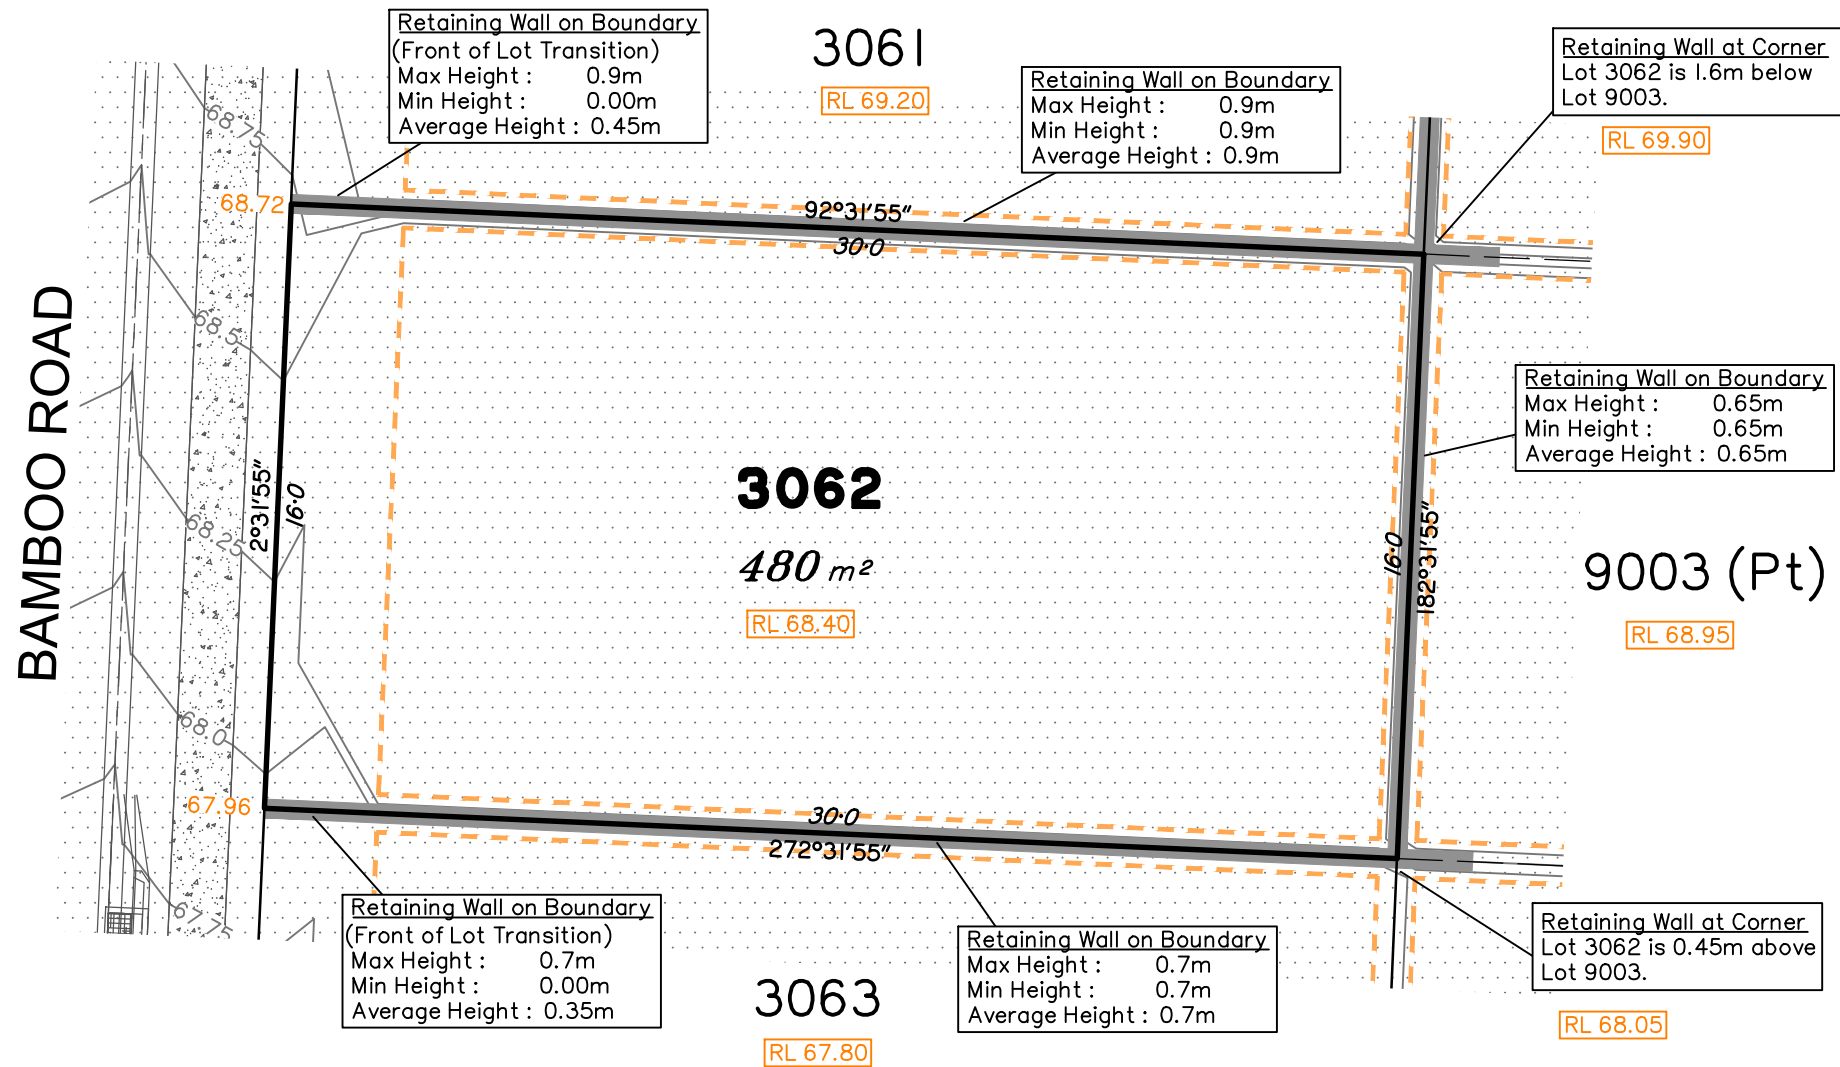 Retaining Wall on Boundary
(Front of Lot Transition)
Max Height : 0.9m
Min Height : 0.00m
Average Height : 0.45m
3061
RL 69.20
Retaining Wall on Boundary
Max Height : 0.9m
Min Height : 0.9m
Average Height : 0.9m
Retaining Wall at Corner
Lot 3062 is 1.6m below
Lot 9003.
RL 69.90
68.75
68.72
92°31'55"
30·0
68.5
BAMBOO ROAD
2°31'55"
16·0
68.25
3062
480 m²
RL 68.40
Retaining Wall on Boundary
Max Height : 0.65m
Min Height : 0.65m
Average Height : 0.65m
16·0
182°31'55"
9003 (Pt)
RL 68.95
68.0
67.96
30·0
272°31'55"
67.75
Retaining Wall on Boundary
(Front of Lot Transition)
Max Height : 0.7m
Min Height : 0.00m
Average Height : 0.35m
3063
RL 67.80
Retaining Wall on Boundary
Max Height : 0.7m
Min Height : 0.7m
Average Height : 0.7m
Retaining Wall at Corner
Lot 3062 is 0.45m above
Lot 9003.
RL 68.05